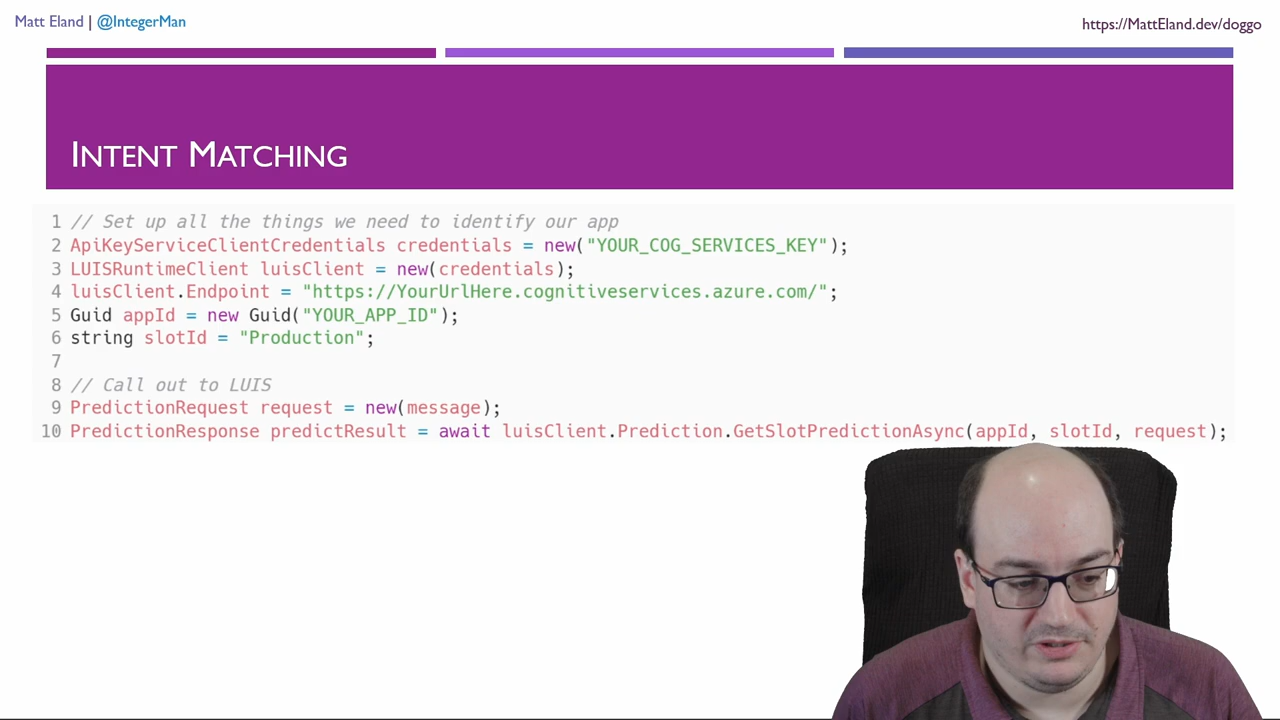 Matt Eland | @IntegerMan
https://MattEland.dev/doggo
INTENT MATCHING
1 // Set up all the things we need to identify our app
2 ApiKeyServiceClientCredentials credentials = new("YOUR_COG_SERVICES_KEY");
3 LUISRuntimeClient luisClient = new(credentials);
4 luisClient.Endpoint = "https://YourUrlHere.cognitiveservices.azure.com/";
5 Guid appId = new Guid("YOUR_APP_ID");
6 string slotId = "Production";
7
8 // Call out to LUIS
9 PredictionRequest request = new(message);
10 PredictionResponse predictResult = await luisClient.Prediction.GetSlotPredictionAsync(appId, slotId, request);